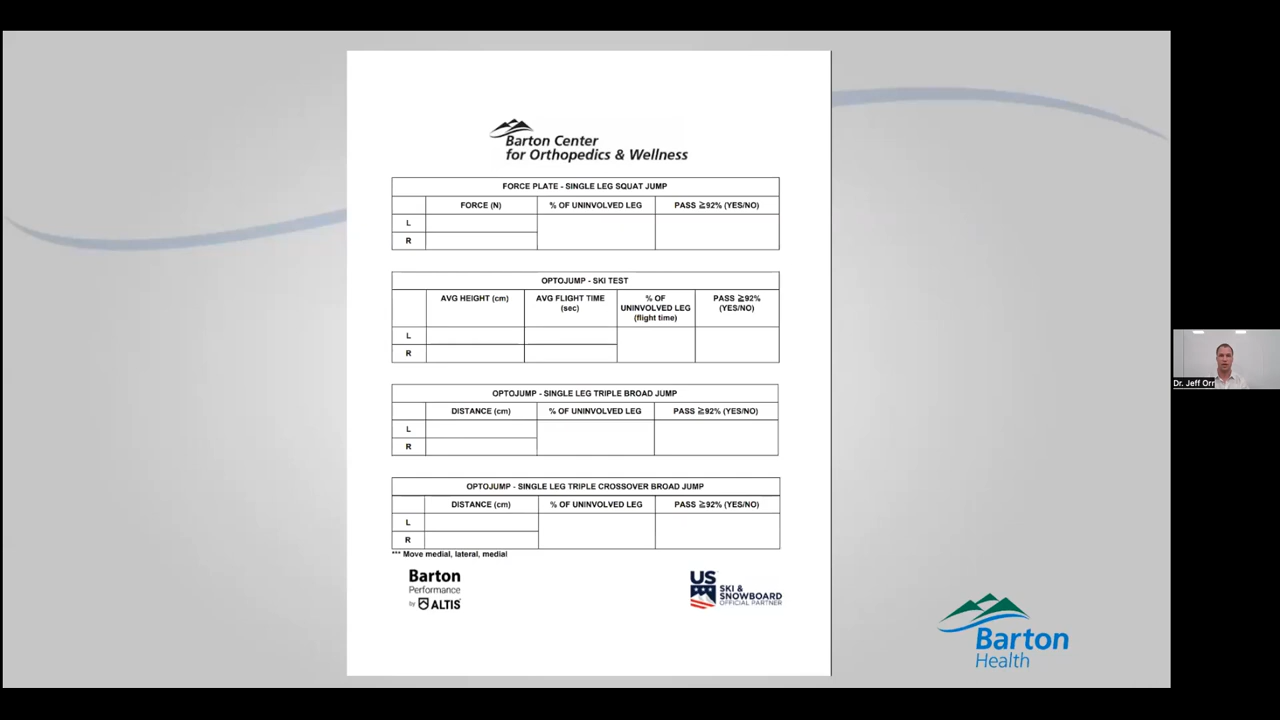 Barton Center
for Orthopedics & Wellness
FORCE PLATE - SINGLE LEG SQUAT JUMP
FORCE (N) % OF UNINVOLVED LEG PASS ≧92% (YES/NO)
L
R
OPTOJUMP - SKI TEST
AVG HEIGHT (cm) AVG FLIGHT TIME (sec) % OF UNINVOLVED LEG (flight time) PASS ≧92% (YES/NO)
L
R
OPTOJUMP - SINGLE LEG TRIPLE BROAD JUMP
DISTANCE (cm) % OF UNINVOLVED LEG PASS ≧92% (YES/NO)
L
R
OPTOJUMP - SINGLE LEG TRIPLE CROSSOVER BROAD JUMP
DISTANCE (cm) % OF UNINVOLVED LEG PASS ≧92% (YES/NO)
L
R
*** Move medial, lateral, medial
Barton
Performance
by ALTIS
US
SKI &
SNOWBOARD
OFFICIAL PARTNER
Barton
Health
Dr. Jeff Orr